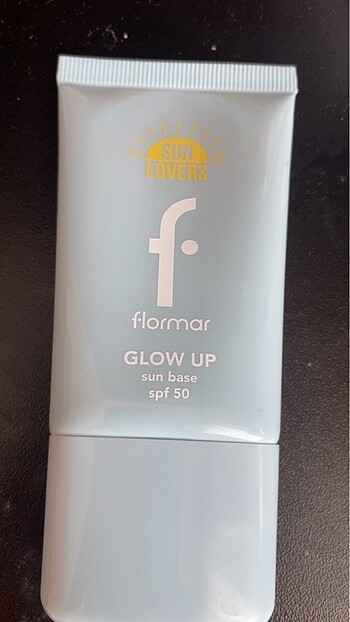 SUN
LOVERS
f
flormar
GLOW UP
sun base
spf 50